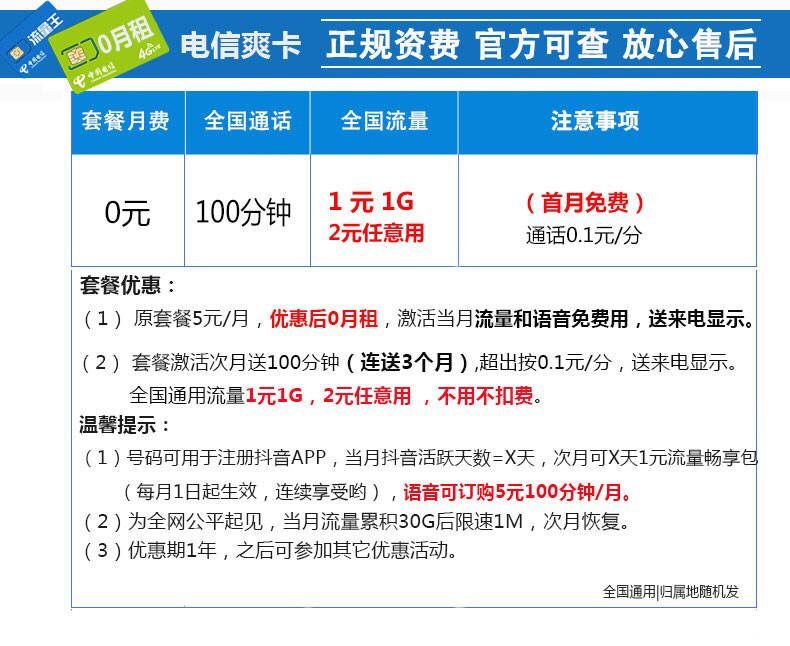 流量王
中国电信
0月租
4G
中国电信
电信爽卡 正规资费 官方可查 放心售后
套餐月费 全国通话 全国流量 注意事项
0元 100分钟 1元1G 2元任意用 （首月免费） 通话0.1元/分
套餐优惠：
（1） 原套餐5元/月，优惠后0月租，激活当月流量和语音免费用，送来电显示。
（2） 套餐激活次月送100分钟（连送3个月）,超出按0.1元/分，送来电显示。
全国通用流量1元1G，2元任意用 ，不用不扣费。
温馨提示：
（1）号码可用于注册抖音APP，当月抖音活跃天数=X天，次月可X天1元流量畅享包
（每月1日起生效，连续享受哟），语音可订购5元100分钟/月。
（2）为全网公平起见，当月流量累积30G后限速1M，次月恢复。
（3）优惠期1年，之后可参加其它优惠活动。
全国通用|归属地随机发